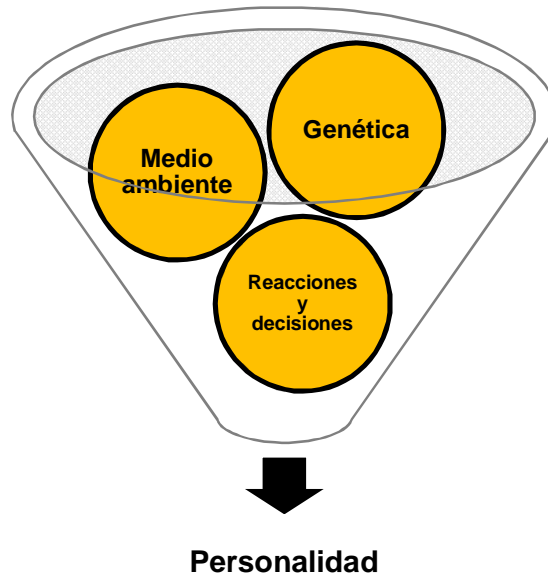 Genética
Medio
ambiente
Reacciones
y
decisiones
Personalidad